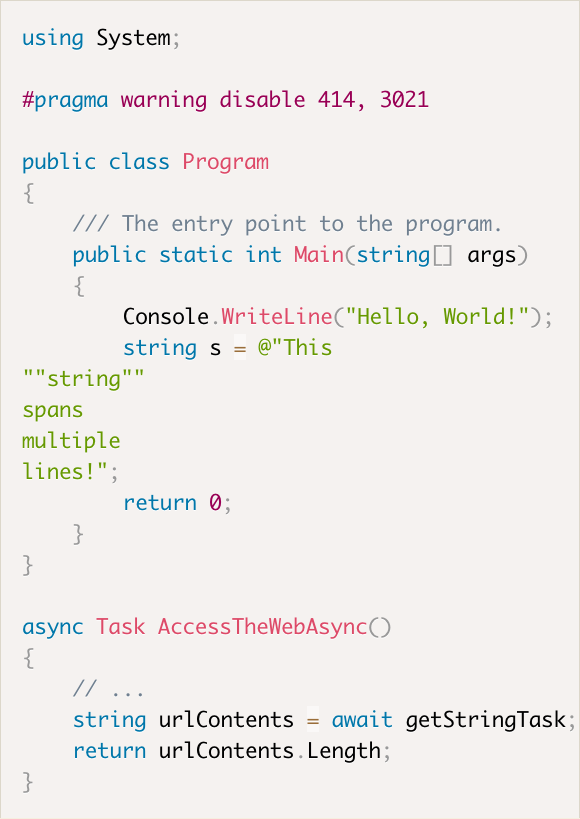 using System;

#pragma warning disable 414, 3021

public class Program
{
    /// The entry point to the program.
    public static int Main(string[] args)
    {
        Console.WriteLine("Hello, World!");
        string s = @"This
""string""
spans
multiple
lines!";
        return 0;
    }
}

async Task AccessTheWebAsync()
{
    // ...
    string urlContents = await getStringTask;
    return urlContents.Length;
}